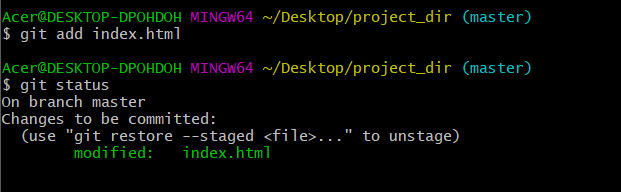 Acer@DESKTOP-DPOHDOH MINGW64 ~/Desktop/project_dir (master)
$ git add index.html
Acer@DESKTOP-DPOHDOH MINGW64 ~/Desktop/project_dir (master)
$ git status
On branch master
Changes to be committed:
  (use "git restore --staged <file>..." to unstage)
        modified:   index.html